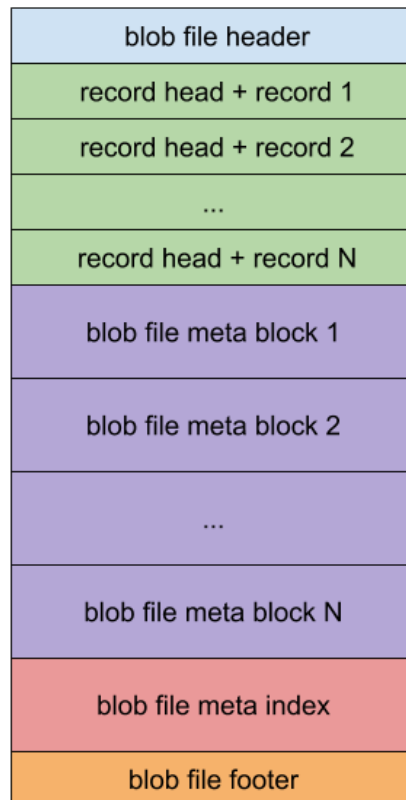 blob file header
record head + record 1
record head + record 2
...
record head + record N
blob file meta block 1
blob file meta block 2
...
blob file meta block N
blob file meta index
blob file footer